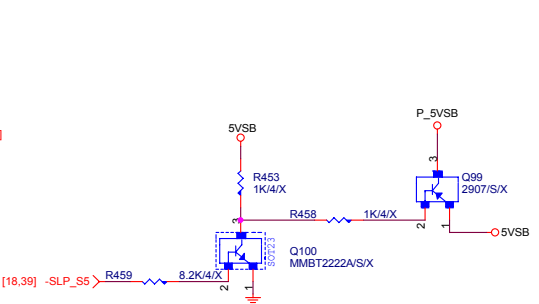 ]
P_5VSB
5VSB
3
R453
1K/4/X
Q99
2907/S/X
R458
1K/4/X
2
1
5VSB
3
SOT23
Q100
MMBT2222A/S/X
[18,39] -SLP_S5
R459
8.2K/4/X
2
1